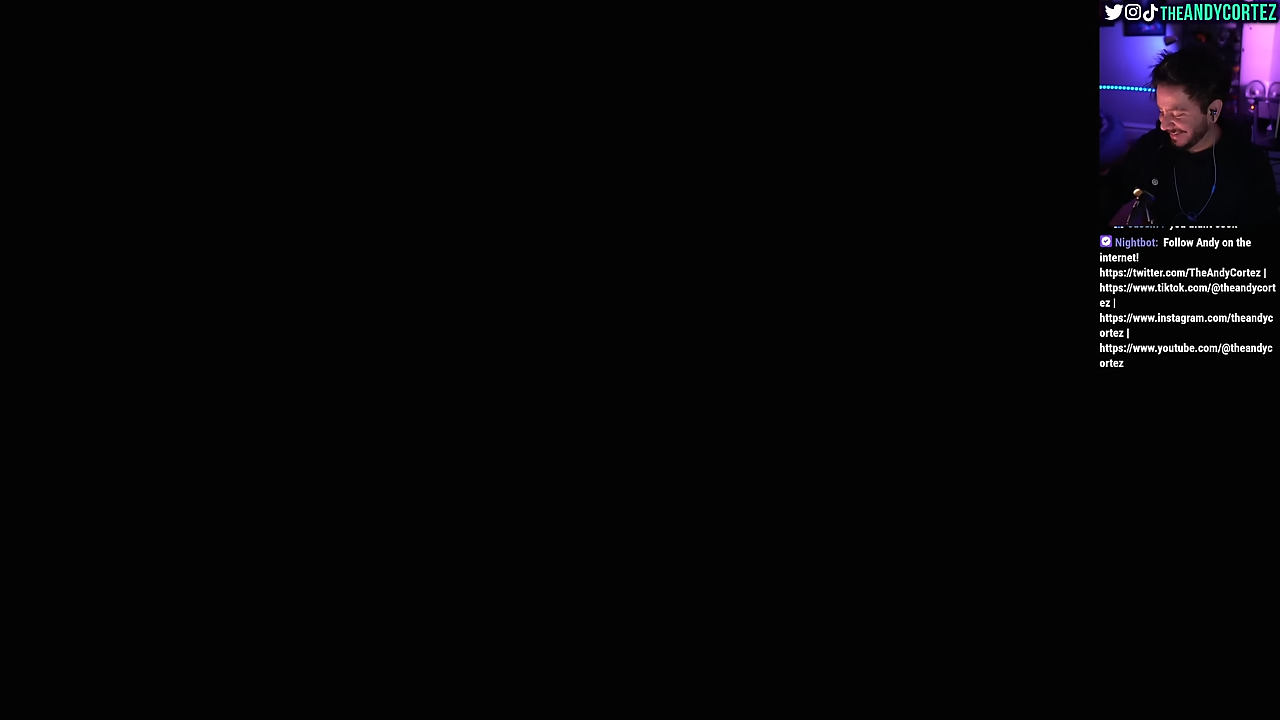 THEANDYCORTEZ
Nightbot: Follow Andy on the
internet!
https://twitter.com/TheAndyCortez |
https://www.tiktok.com/@theandycort
ez |
https://www.instagram.com/theandyc
ortez |
https://www.youtube.com/@theandyc
ortez